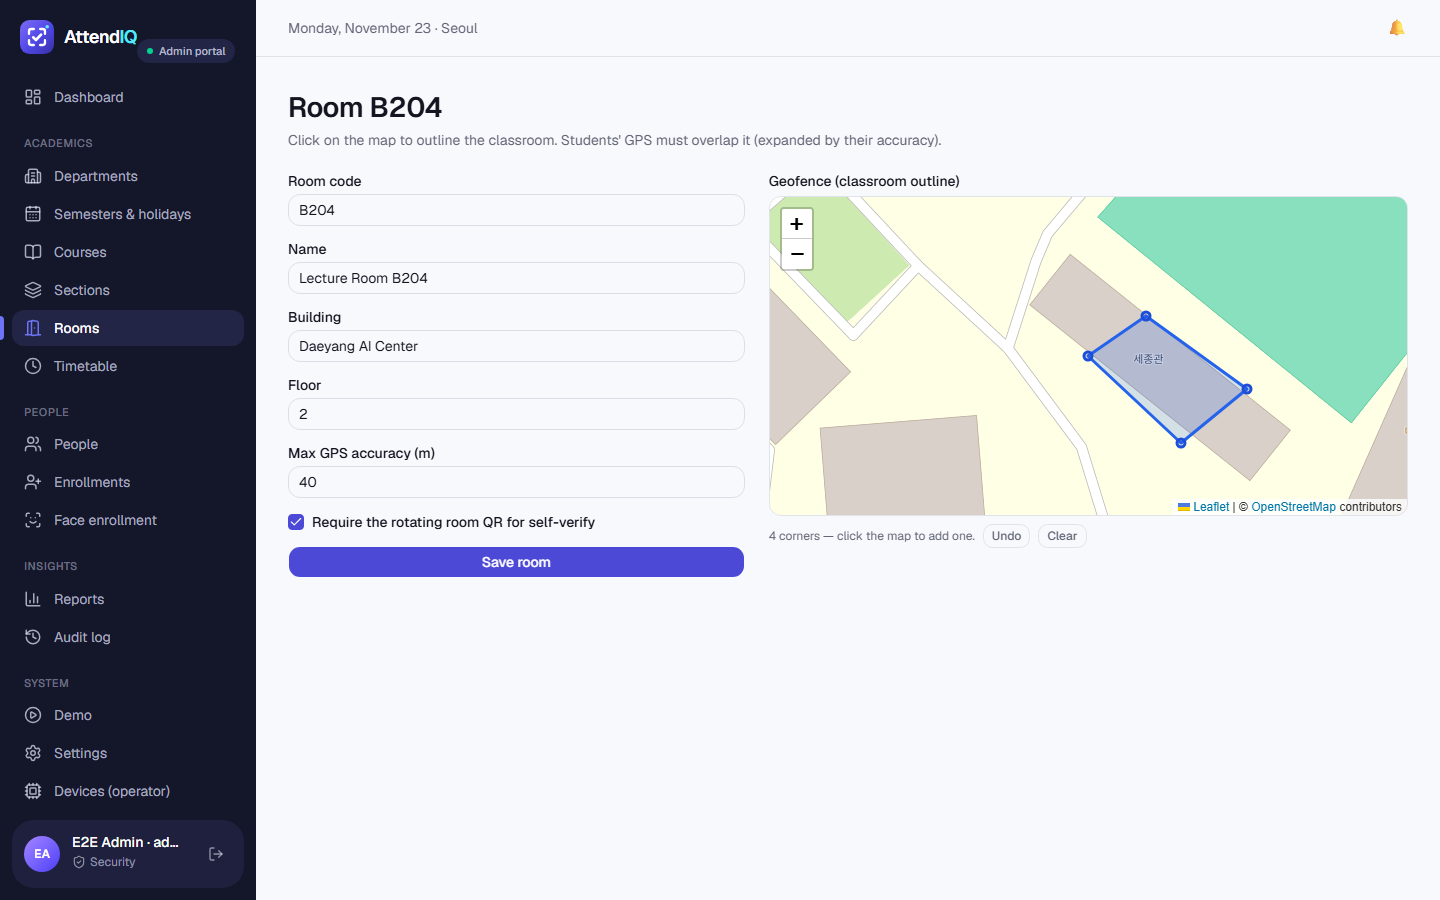 AttendIQ
Admin portal
Dashboard
ACADEMICS
Departments
Semesters & holidays
Courses
Sections
Rooms
Timetable
PEOPLE
People
Enrollments
Face enrollment
INSIGHTS
Reports
Audit log
SYSTEM
Demo
Settings
Devices (operator)
EA
E2E Admin · ad...
Security
Monday, November 23 · Seoul
Room B204
Click on the map to outline the classroom. Students' GPS must overlap it (expanded by their accuracy).
Room code
B204
Name
Lecture Room B204
Building
Daeyang AI Center
Floor
2
Max GPS accuracy (m)
40
Require the rotating room QR for self-verify
Save room
Geofence (classroom outline)
+
−
세종관
Leaflet | © OpenStreetMap contributors
4 corners — click the map to add one.
Undo
Clear